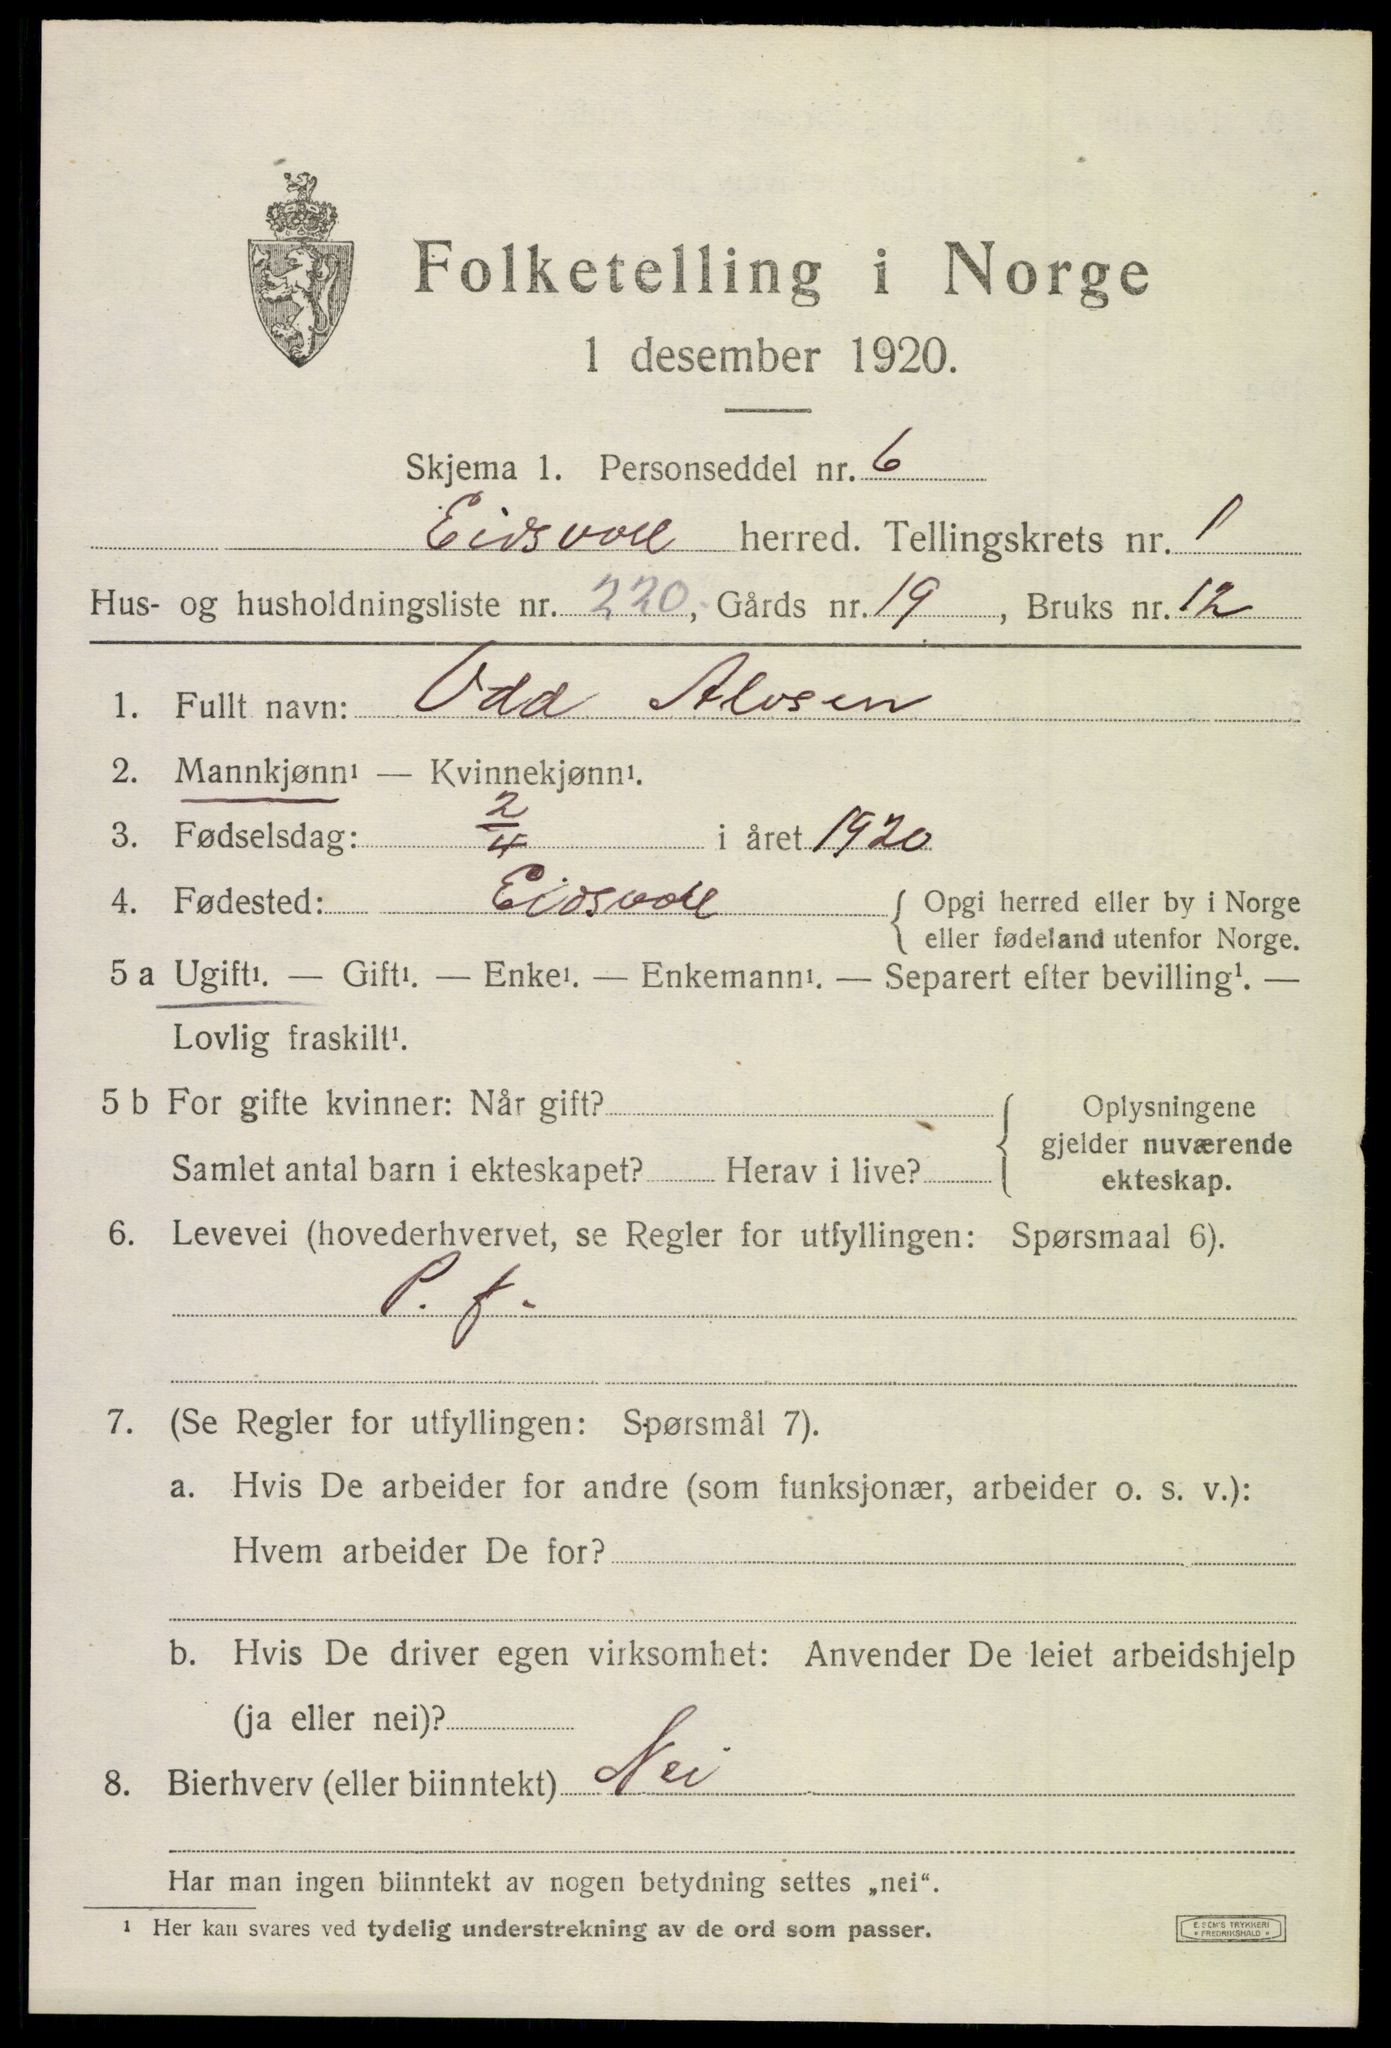 Folketelling i Norge
1 desember 1920.
Skjema 1. Personseddel nr. 6
Eidsvoll herred. Tellingskrets nr. 1
Hus- og husholdningsliste nr. 220, Gårds nr. 19, Bruks nr. 12
1. Fullt navn: Odd Alvsen
2. Mannkjønn¹ — Kvinnekjønn¹.
3. Fødselsdag: 2/4 i året 1920
4. Fødested: Eidsvoll { Opgi herred eller by i Norge
eller fødeland utenfor Norge.
5 a Ugift¹. — Gift¹. — Enke¹. — Enkemann¹. — Separert efter bevilling¹. —
Lovlig fraskilt¹.
5 b For gifte kvinner: Når gift? { Oplysningene
gjelder nuværende
Samlet antal barn i ekteskapet? Herav i live? ekteskap.
6. Levevei (hovederhvervet, se Regler for utfyllingen: Spørsmaal 6).
P. f.
7. (Se Regler for utfyllingen: Spørsmål 7).
a. Hvis De arbeider for andre (som funksjonær, arbeider o. s. v.):
Hvem arbeider De for?
b. Hvis De driver egen virksomhet: Anvender De leiet arbeidshjelp
(ja eller nei)?
8. Bierhverv (eller biinntekt) Nei
Har man ingen biinntekt av nogen betydning settes „nei“.
¹ Her kan svares ved tydelig understrekning av de ord som passer.
E. SEM'S TRYKKERI
* FREDRIKSHALD *